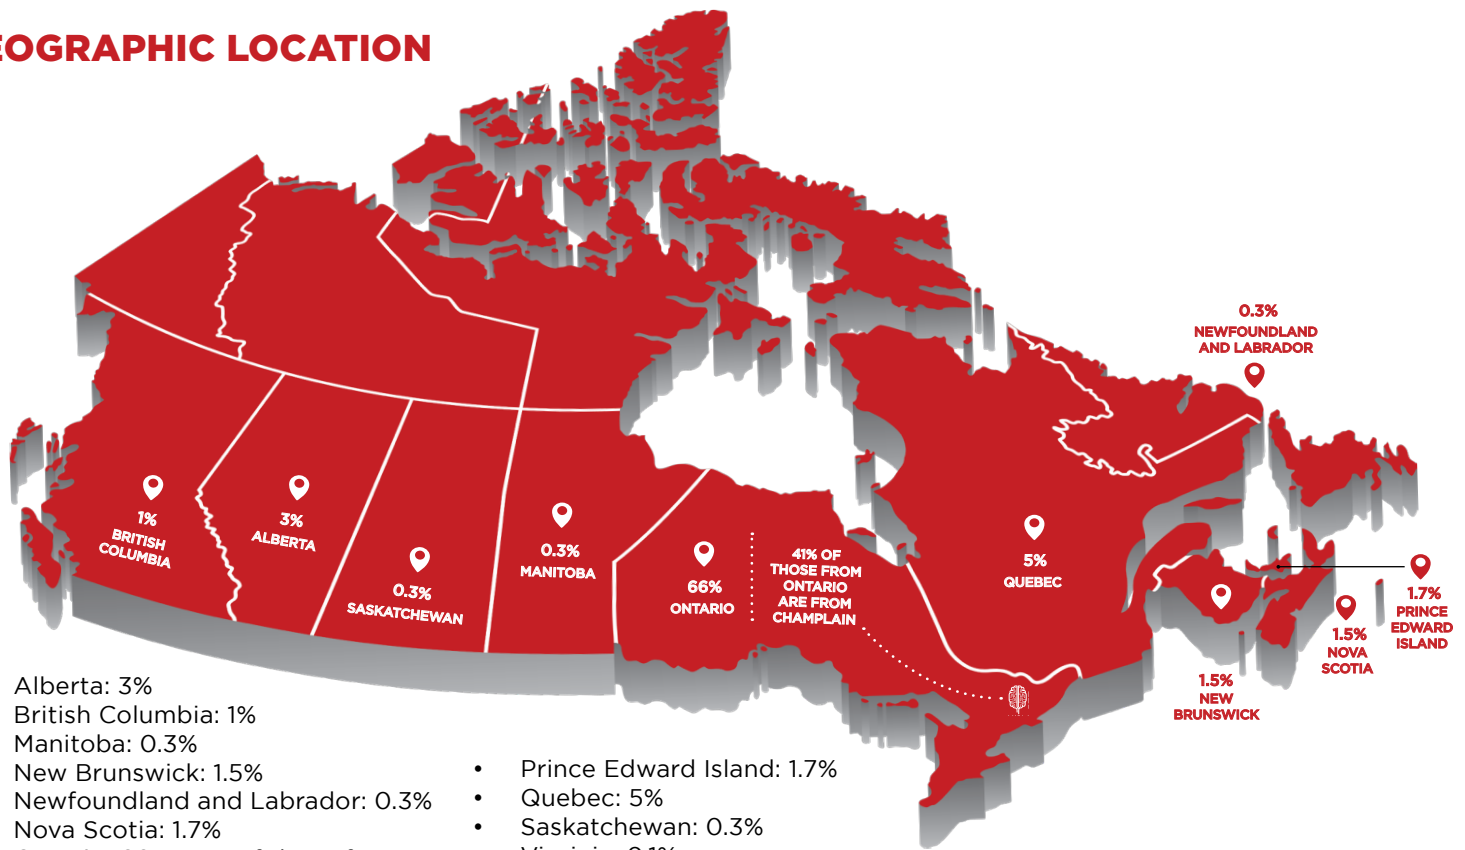 EOGRAPHIC LOCATION
0.3%
NEWFOUNDLAND
AND LABRADOR
1%
BRITISH
COLUMBIA
3%
ALBERTA
0.3%
SASKATCHEWAN
0.3%
MANITOBA
66%
ONTARIO
41% OF
THOSE FROM
ONTARIO
ARE FROM
CHAMPLAIN
5%
QUEBEC
1.7%
PRINCE
EDWARD
ISLAND
1.5%
NOVA
SCOTIA
1.5%
NEW
BRUNSWICK
Alberta: 3%
British Columbia: 1%
Manitoba: 0.3%
New Brunswick: 1.5%
Newfoundland and Labrador: 0.3%
Nova Scotia: 1.7%
• Prince Edward Island: 1.7%
• Quebec: 5%
• Saskatchewan: 0.3%